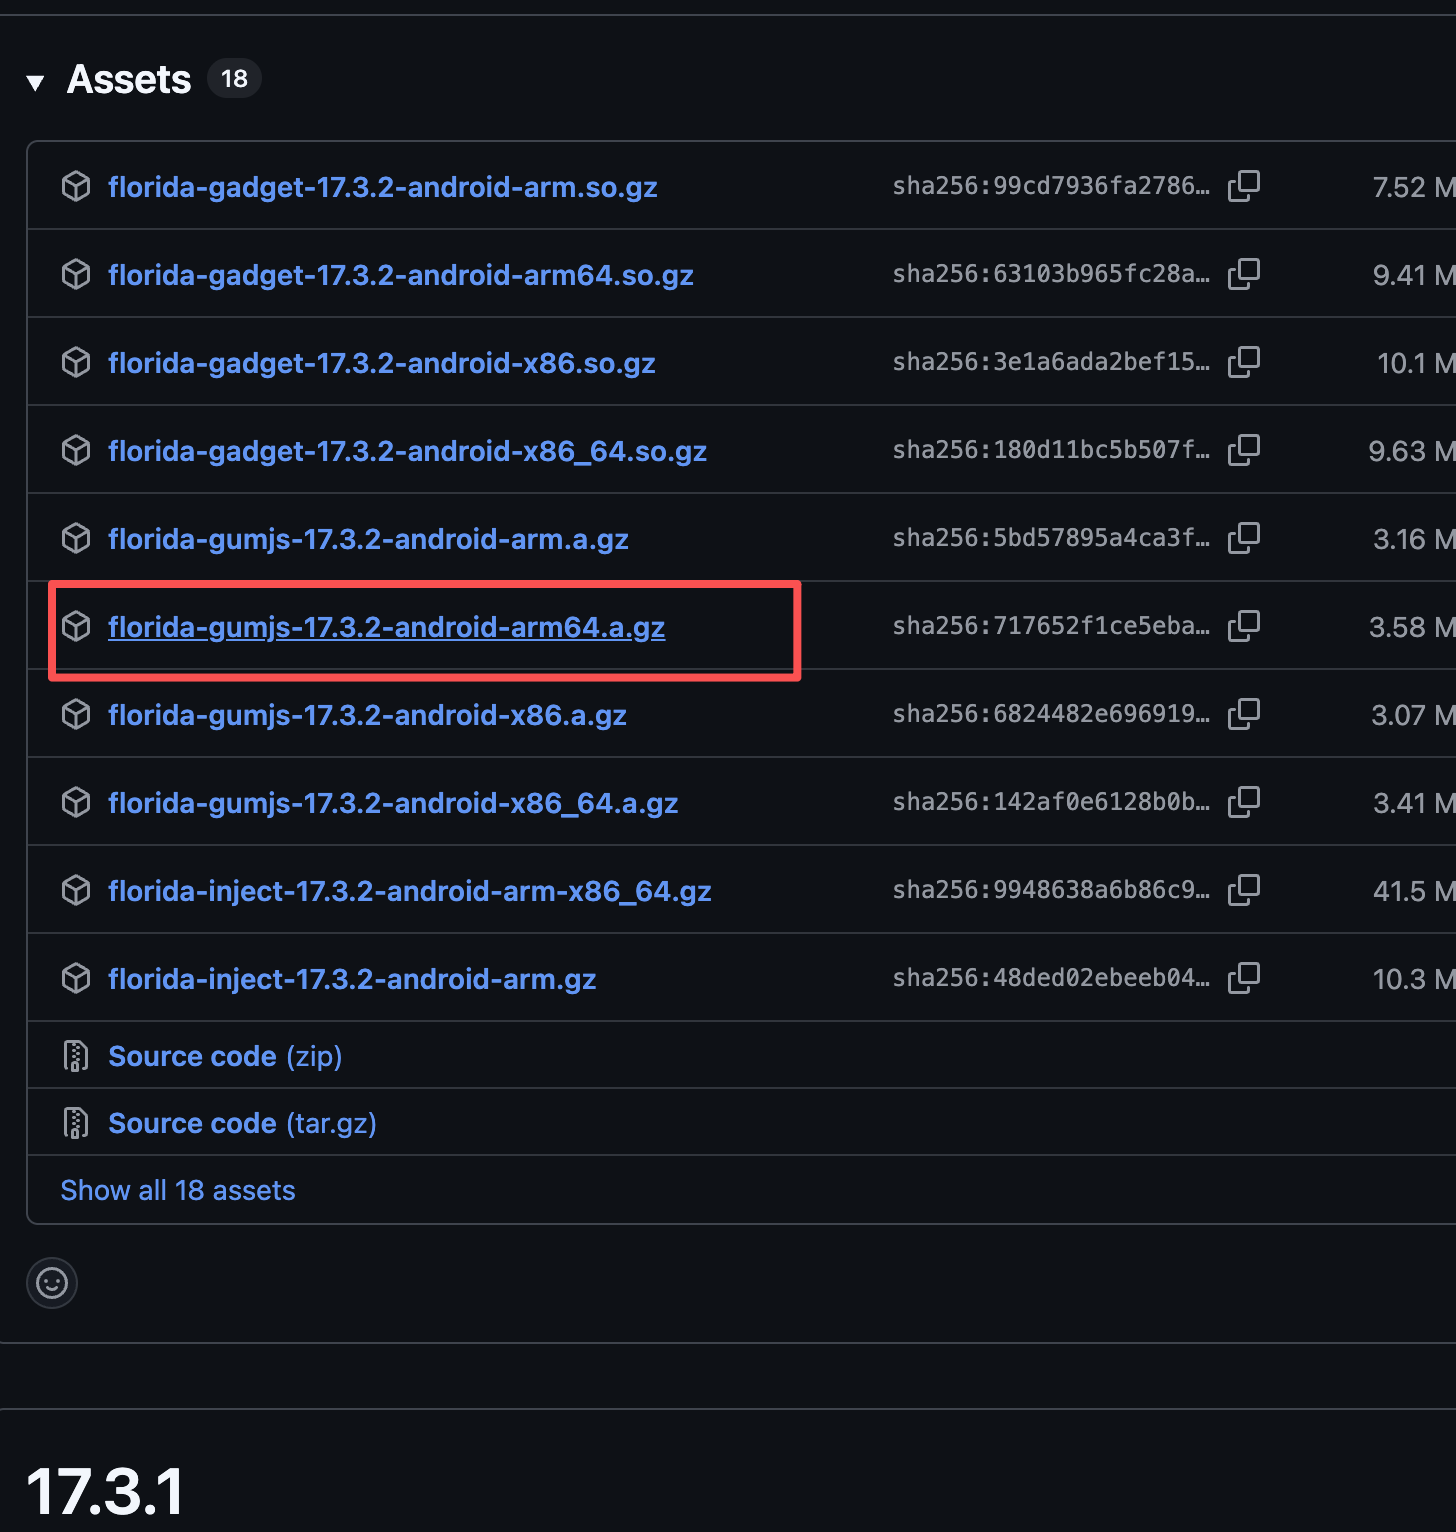 Assets 18
florida-gadget-17.3.2-android-arm.so.gz sha256:99cd7936fa2786… 7.52 M
florida-gadget-17.3.2-android-arm64.so.gz sha256:63103b965fc28a… 9.41 M
florida-gadget-17.3.2-android-x86.so.gz sha256:3e1a6ada2bef15… 10.1 M
florida-gadget-17.3.2-android-x86_64.so.gz sha256:180d11bc5b507f… 9.63 M
florida-gumjs-17.3.2-android-arm.a.gz sha256:5bd57895a4ca3f… 3.16 M
florida-gumjs-17.3.2-android-arm64.a.gz sha256:717652f1ce5eba… 3.58 M
florida-gumjs-17.3.2-android-x86.a.gz sha256:6824482e696919… 3.07 M
florida-gumjs-17.3.2-android-x86_64.a.gz sha256:142af0e6128b0b… 3.41 M
florida-inject-17.3.2-android-arm-x86_64.gz sha256:9948638a6b86c9… 41.5 M
florida-inject-17.3.2-android-arm.gz sha256:48ded02ebeeb04… 10.3 M
Source code (zip)
Source code (tar.gz)
Show all 18 assets
17.3.1